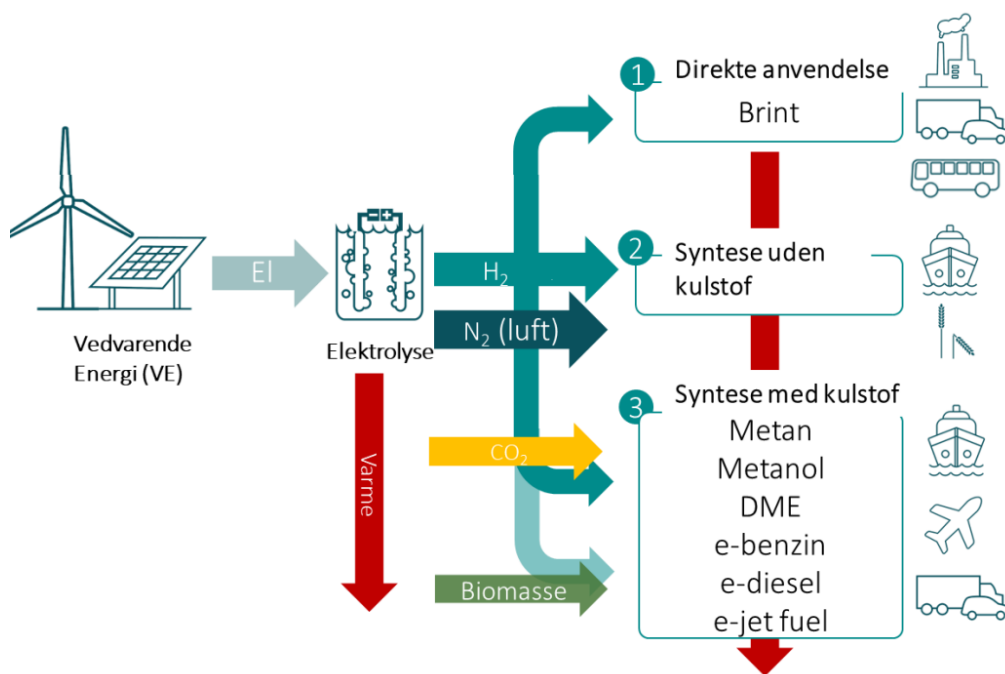 Vedvarende
Energi (VE)
El
− +
Elektrolyse
Varme
H₂
N₂ (luft)
CO₂
Biomasse
1
Direkte anvendelse
Brint
2
Syntese uden
kulstof
3
Syntese med kulstof
Metan
Metanol
DME
e-benzin
e-diesel
e-jet fuel